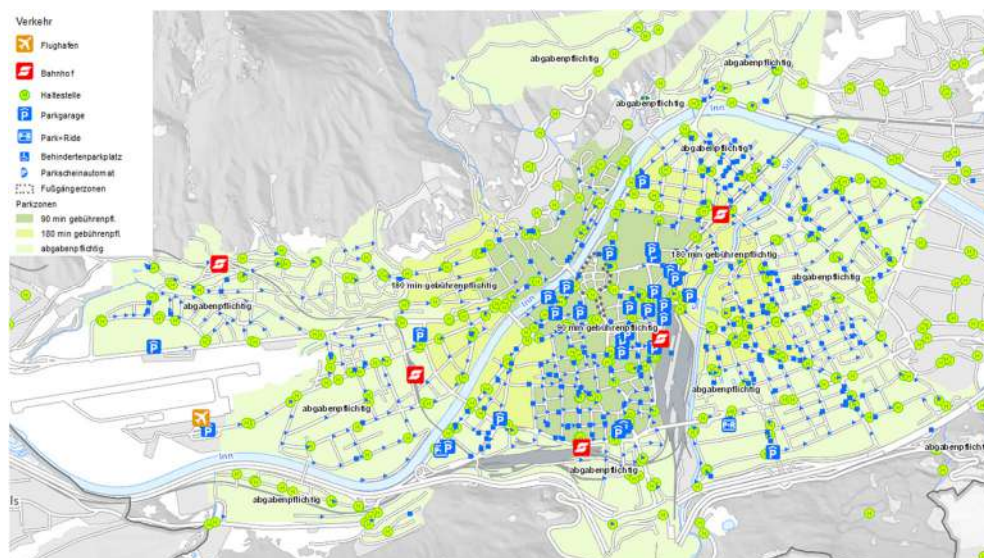 Verkehr
Flughafen
Bahnhof
Haltestelle
Parkgarage
Park+Ride
Behindertenparkplatz
Parkscheinautomat
Fußgängerzonen
Parkzonen
90 min gebührenpfl.
180 min gebührenpfl.
abgabenpflichtig
abgabenpflichtig
abgabenpflichtig
abgabenpflichtig
Inn
abgabenpflichtig
Sill
180 min gebührenpflichtig
abgabenpflichtig
180 min gebührenpflichtig
abgabenpflichtig
Inn
90 min gebührenpflichtig
abgabenpflichtig
abgabenpflichtig
abgabenpflichtig
Inn
abgabenpflichtig
abgabenpflichtig
ls